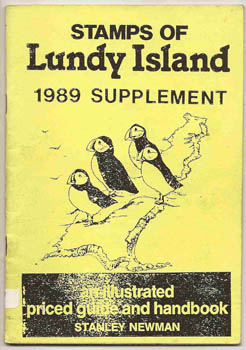 STAMPS OF
Lundy Island
1989 SUPPLEMENT
an illustrated
priced guide and handbook
STANLEY NEWMAN